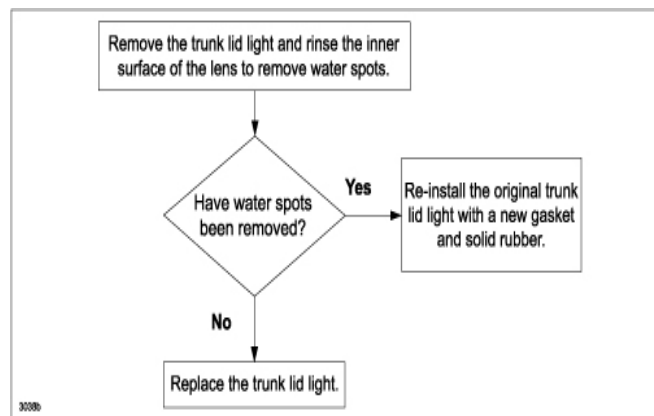 Remove the trunk lid light and rinse the inner
surface of the lens to remove water spots.
Have water spots
been removed?
Yes
Re-install the original trunk
lid light with a new gasket
and solid rubber.
No
Replace the trunk lid light.
3038b